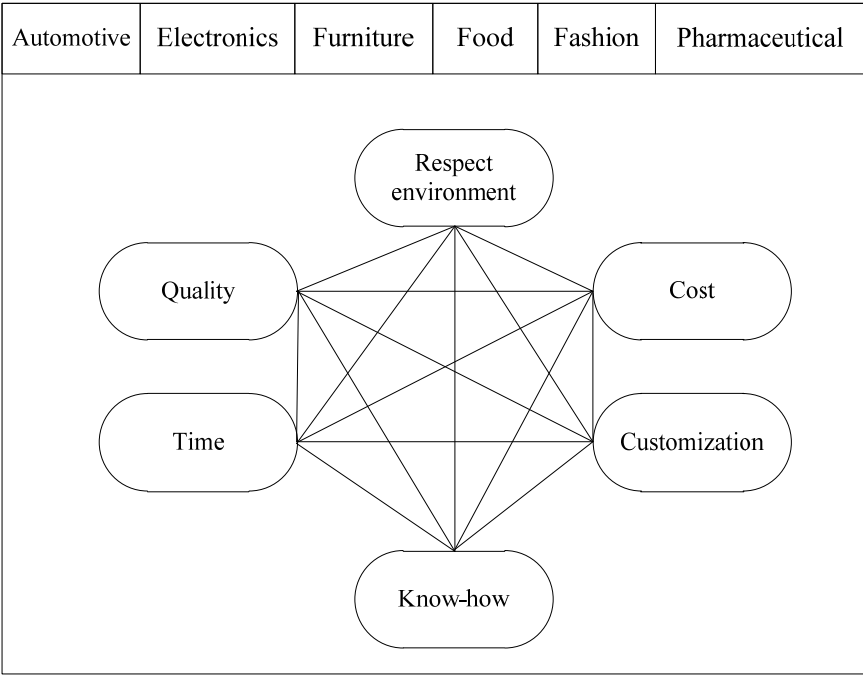 Automotive Electronics Furniture Food Fashion Pharmaceutical
Respect
environment
Quality
Cost
Time
Customization
Know-how